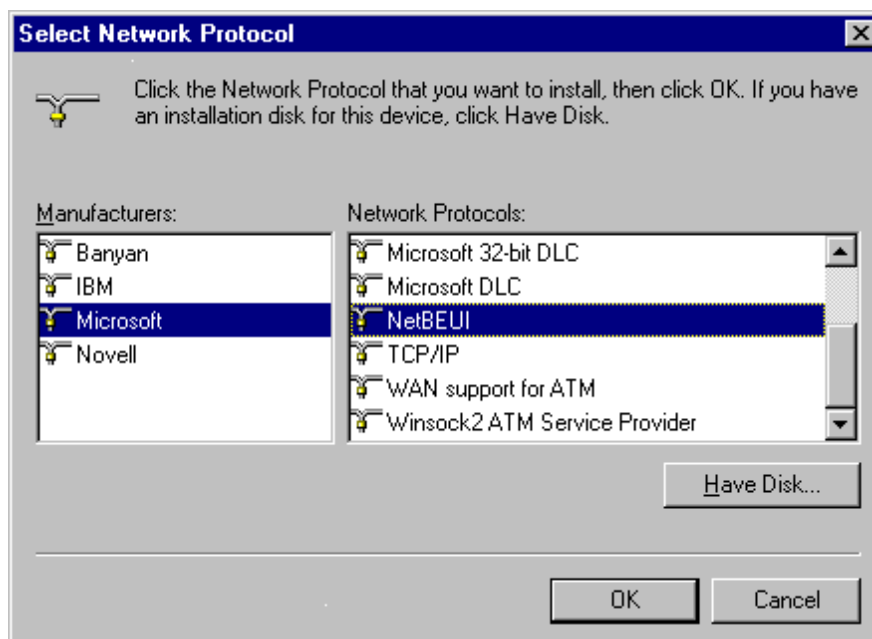 Select Network Protocol
Click the Network Protocol that you want to install, then click OK. If you have
an installation disk for this device, click Have Disk.
Manufacturers:
Banyan
IBM
Microsoft
Novell
Network Protocols:
Microsoft 32-bit DLC
Microsoft DLC
NetBEUI
TCP/IP
WAN support for ATM
Winsock2 ATM Service Provider
Have Disk...
OK
Cancel